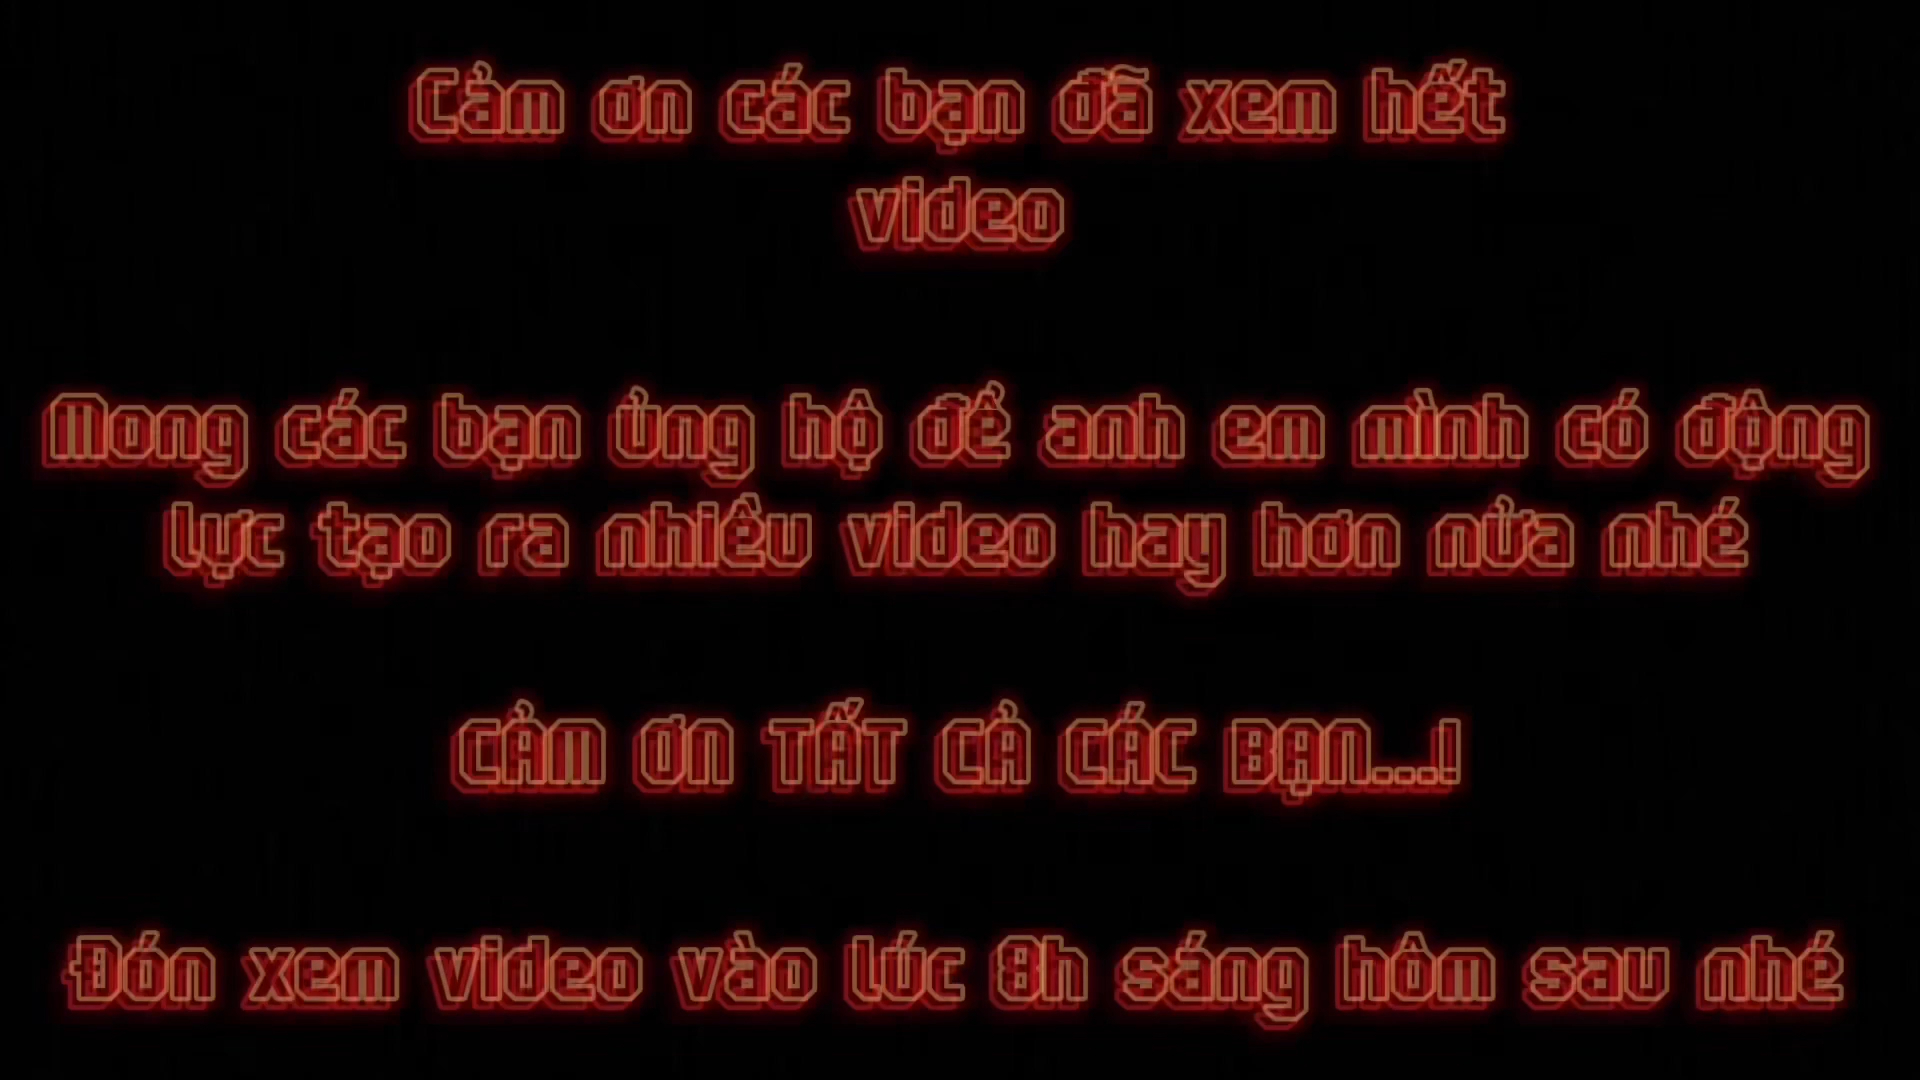 Cảm ơn các bạn đã xem hết
video
Mong các bạn ủng hộ để anh em mình có động
lực tạo ra nhiều video hay hơn nửa nhé
CẢM ƠN TẤT CẢ CÁC BẠN...!
Đón xem video vào lúc 8h sáng hôm sau nhé